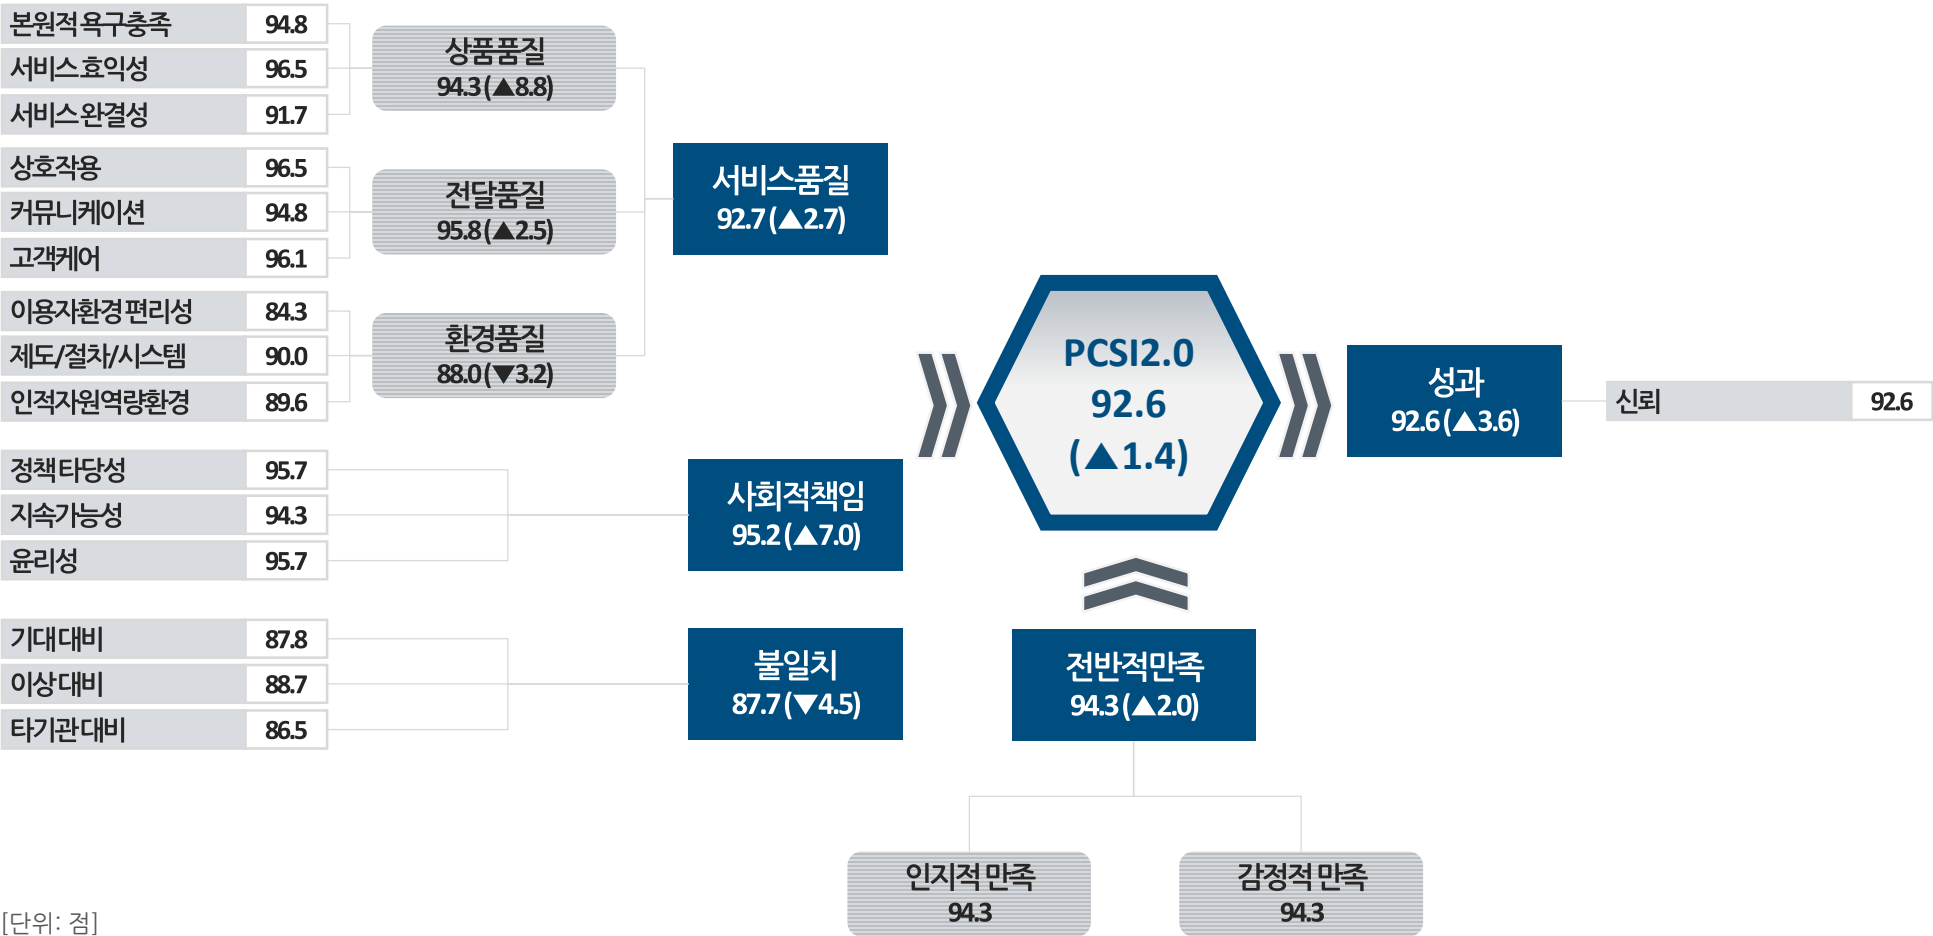 본원적 욕구충족 94.8
서비스 효익성 96.5
서비스 완결성 91.7
상품품질
94.3 (▲8.8)
상호작용 96.5
커뮤니케이션 94.8
고객케어 96.1
전달품질
95.8 (▲2.5)
이용자환경 편리성 84.3
제도/절차/시스템 90.0
인적자원역량환경 89.6
환경품질
88.0 (▼3.2)
서비스품질
92.7 (▲2.7)
정책 타당성 95.7
지속가능성 94.3
윤리성 95.7
사회적책임
95.2 (▲7.0)
기대 대비 87.8
이상 대비 88.7
타기관 대비 86.5
불일치
87.7 (▼4.5)
PCSI2.0
92.6
(▲1.4)
성과
92.6 (▲3.6)
신뢰 92.6
전반적만족
94.3 (▲2.0)
인지적 만족
94.3
감정적 만족
94.3
[단위: 점]